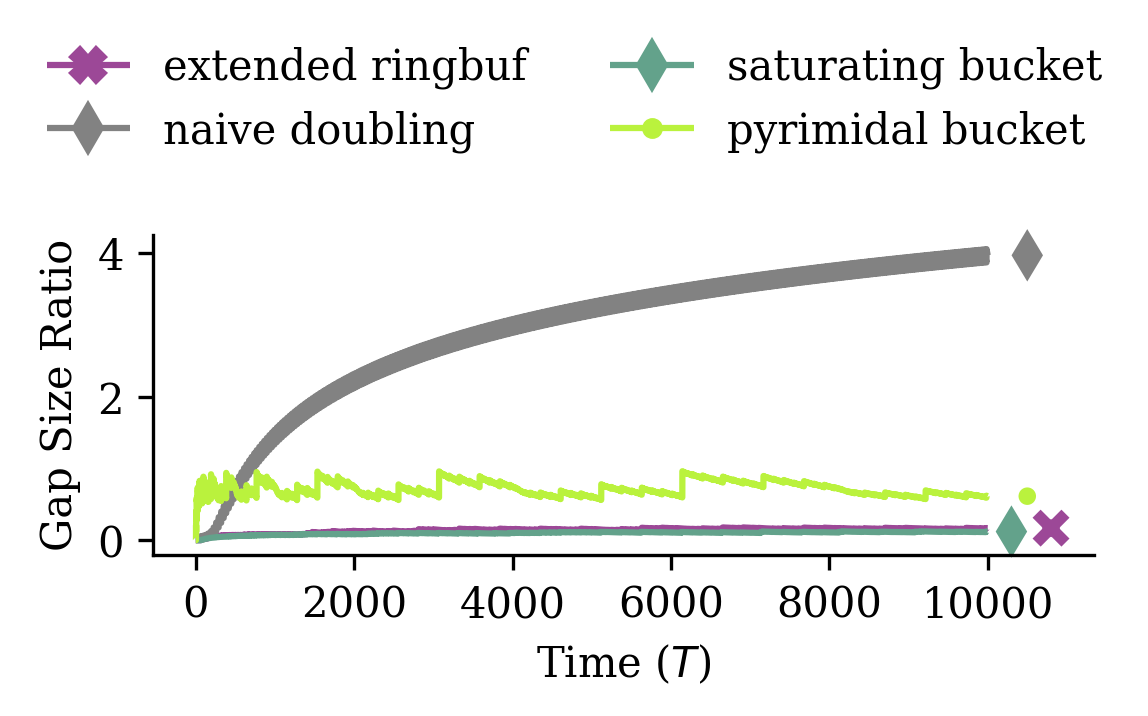 extended ringbuf
naive doubling
saturating bucket
pyrimidal bucket
Gap Size Ratio
4
2
0
0 2000 4000 6000 8000 10000
Time (T)